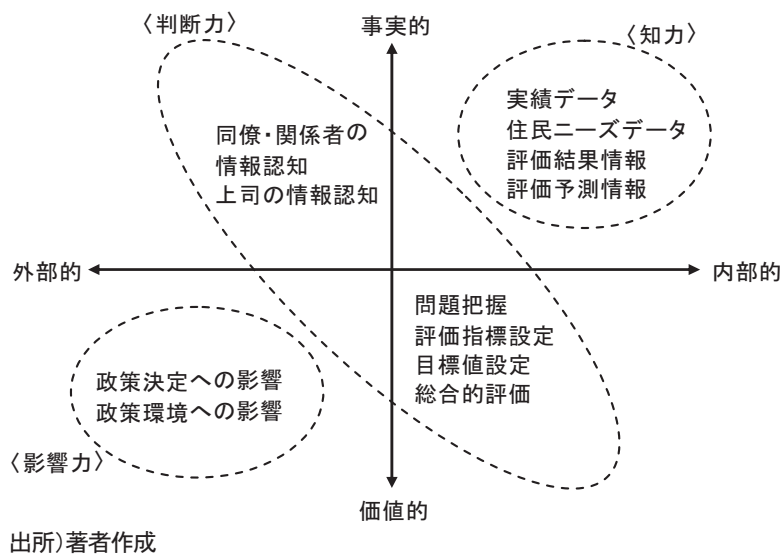 〈判断力〉
事実的
〈知力〉
実績データ
住民ニーズデータ
評価結果情報
評価予測情報
同僚・関係者の
情報認知
上司の情報認知
外部的
内部的
問題把握
評価指標設定
目標値設定
総合的評価
政策決定への影響
政策環境への影響
〈影響力〉
価値的
出所)著者作成